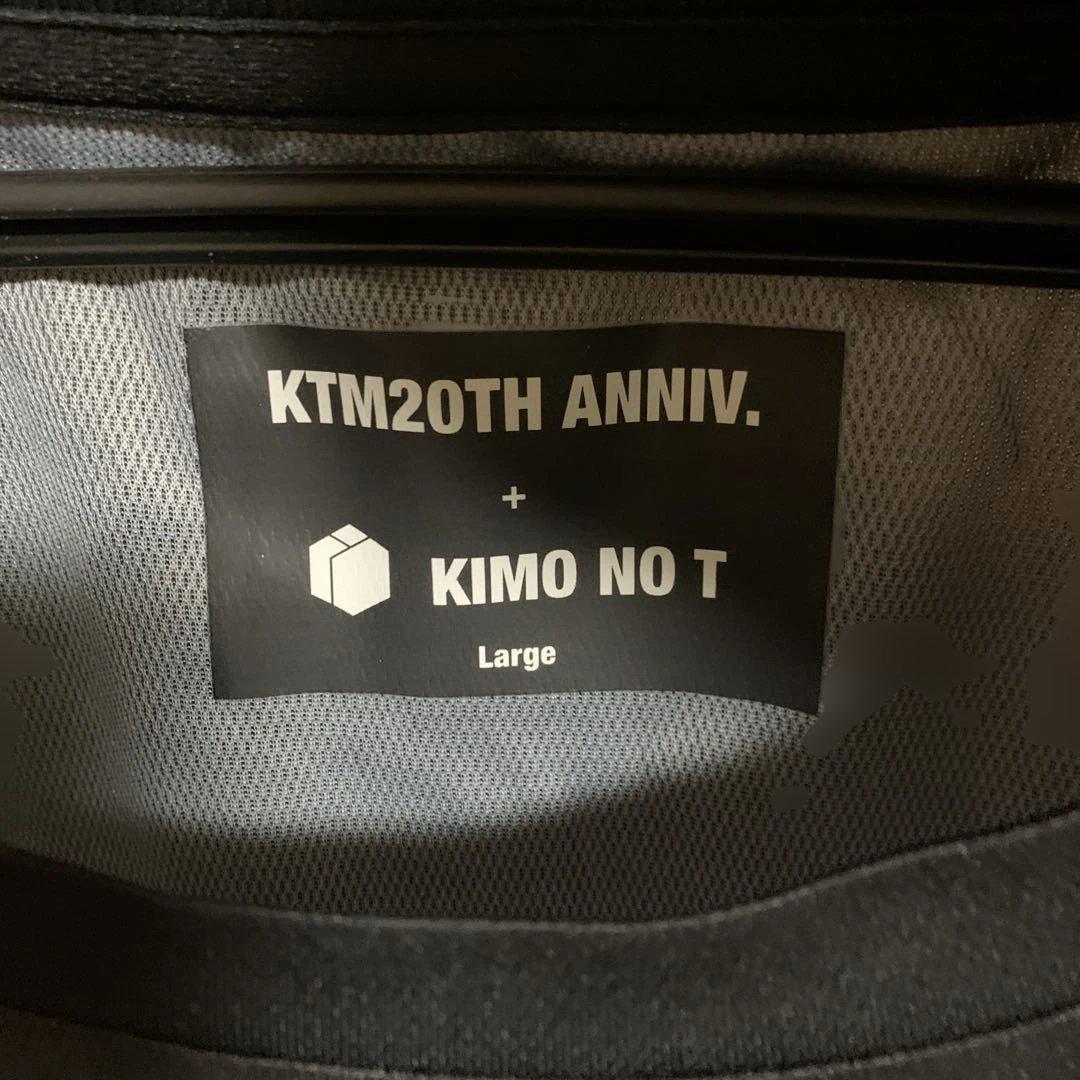 KTM20TH ANNIV.
+
KIMO NO T
Large